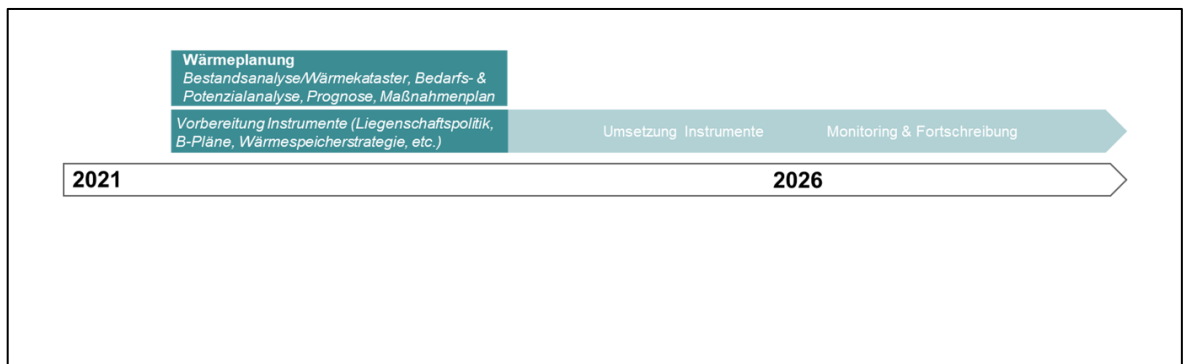 Wärmeplanung
Bestandsanalyse/Wärmekataster, Bedarfs- &
Potenzialanalyse, Prognose, Maßnahmenplan
Vorbereitung Instrumente (Liegenschaftspolitik,
B-Pläne, Wärmespeicherstrategie, etc.)
Umsetzung Instrumente
Monitoring & Fortschreibung
2021
2026